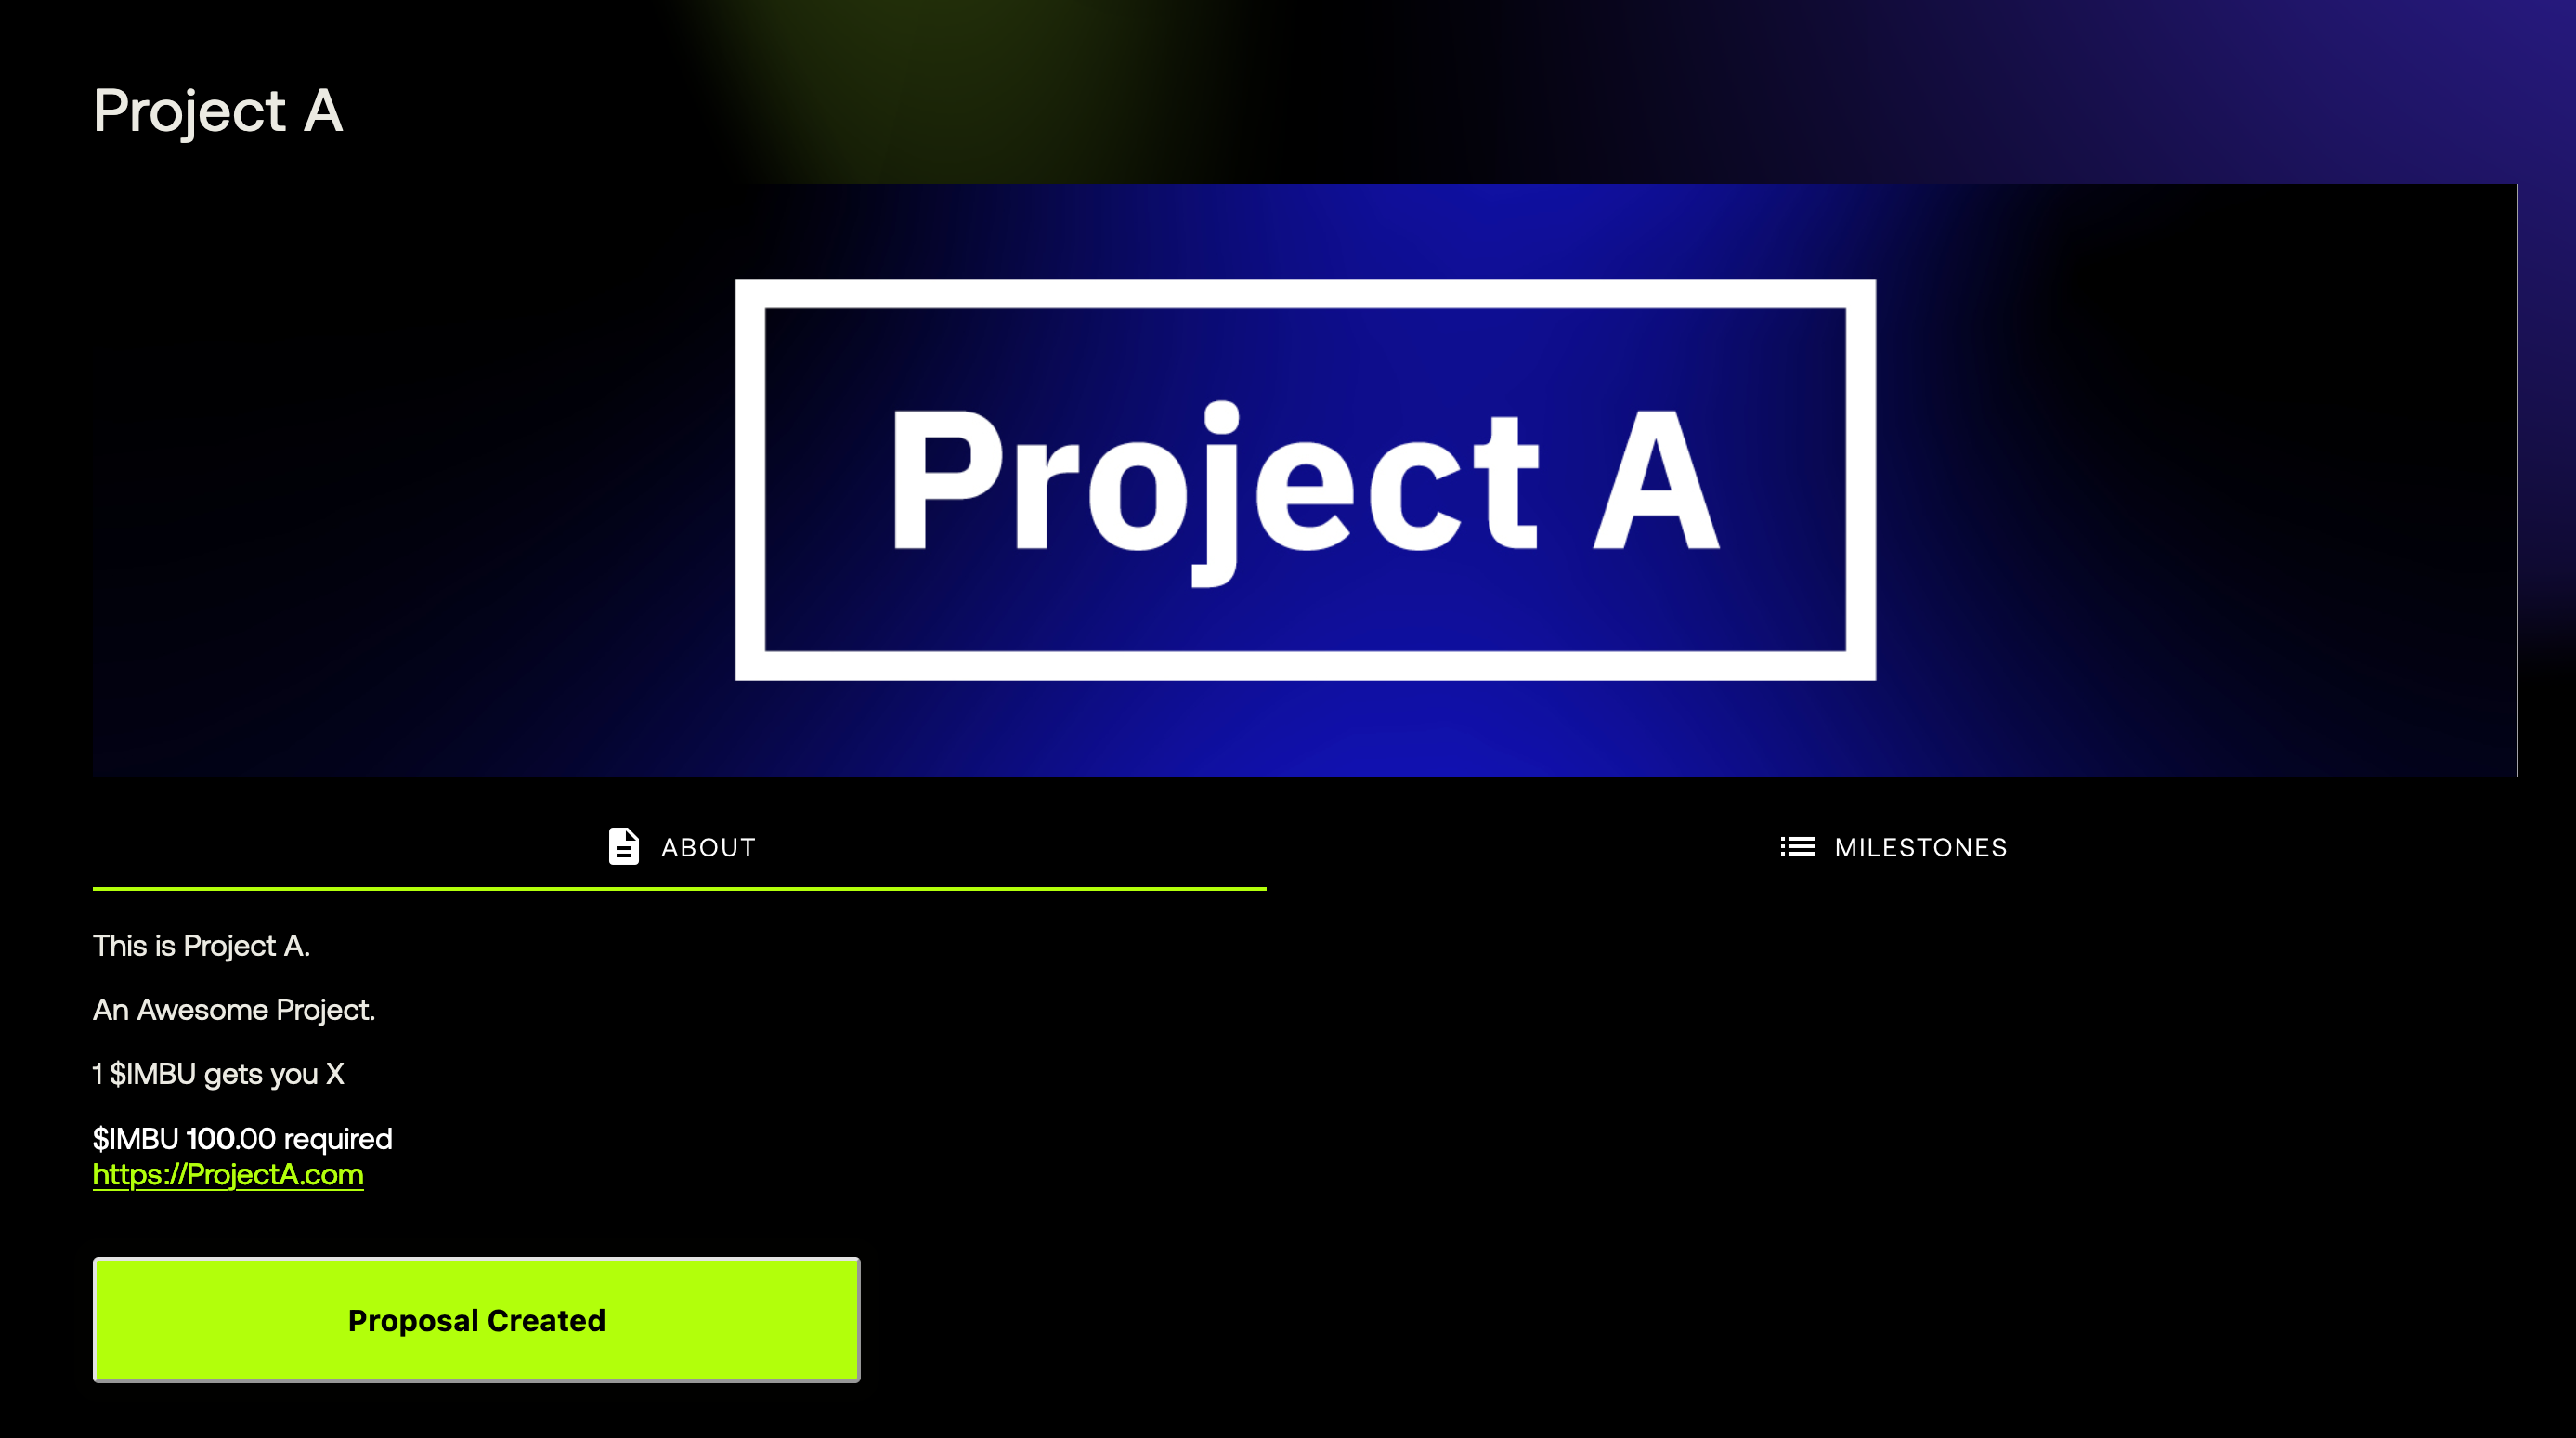 Project A
Project A
ABOUT
MILESTONES
This is Project A.
An Awesome Project.
1 $IMBU gets you X
$IMBU 100.00 required
https://ProjectA.com
Proposal Created